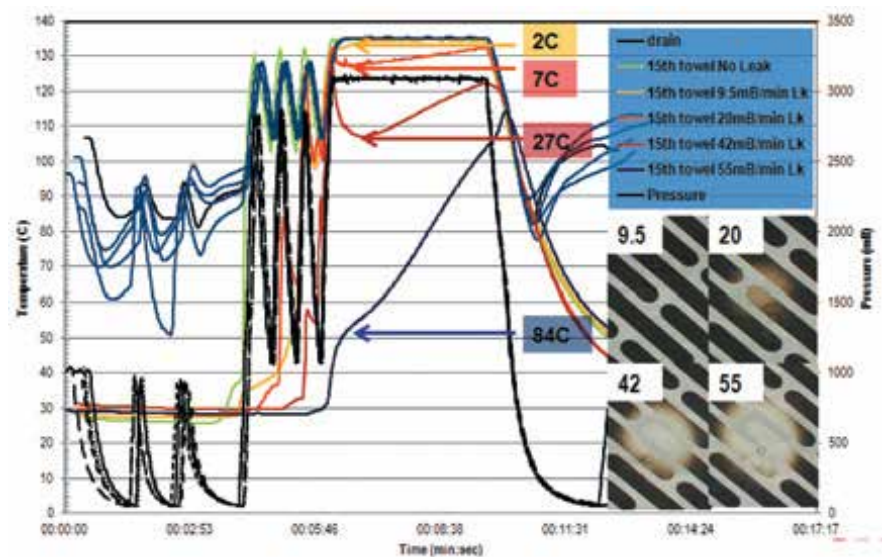 140
130
120
110
100
90
80
70
60
50
40
30
20
10
0
Temperature (C)
3500
3000
2500
2000
1500
1000
500
0
Pressure (mB)
00:00:00
00:02:53
00:05:46
00:08:38
00:11:31
00:14:24
00:17:17
Time (min:sec)
2C
7C
27C
84C
drain
15th towel No Leak
15th towel 9.5mB/min Lk
15th towel 20mB/min Lk
15th towel 42mB/min Lk
15th towel 55mB/min Lk
Pressure
9.5
20
42
55